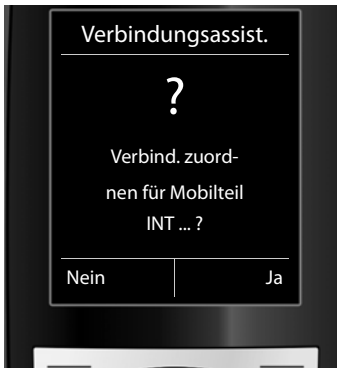 Verbindungsassist.
?
Verbind. zuord-
nen für Mobilteil
INT ... ?
Nein Ja